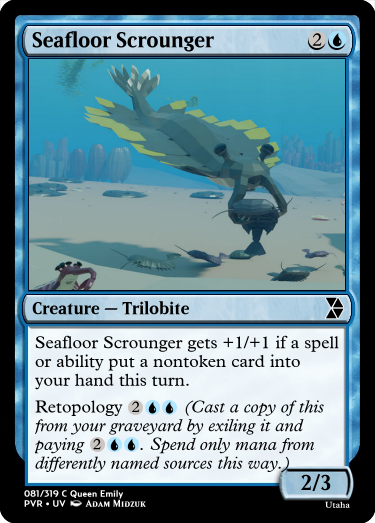 Seafloor Scrounger 2
Creature — Trilobite
Seafloor Scrounger gets +1/+1 if a spell
or ability put a nontoken card into
your hand this turn.
Retopology 2 (Cast a copy of this
from your graveyard by exiling it and
paying 2. Spend only mana from
differently named sources this way.)
2/3
081/319 C Queen Emily
PVR • UV Adam Midzuk
Utaha